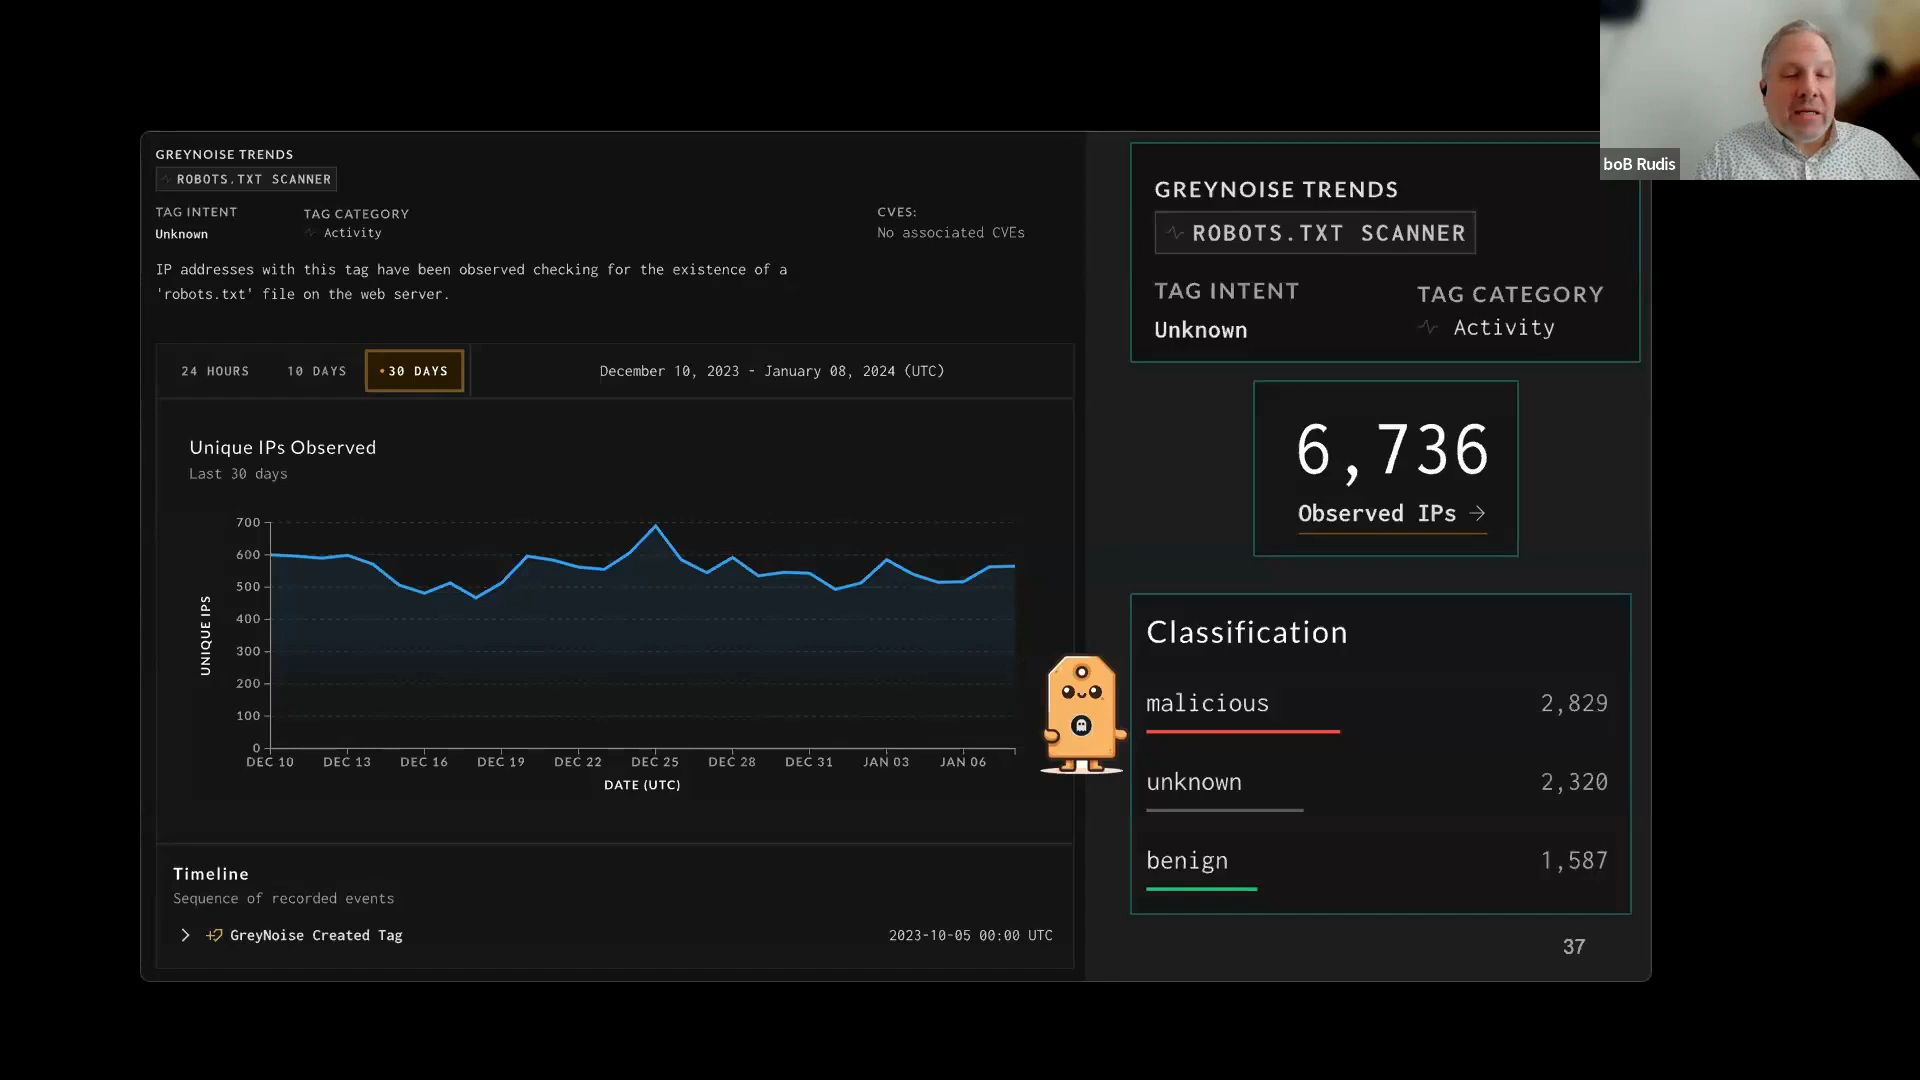 GREYNOISE TRENDS
ROBOTS.TXT SCANNER
TAG INTENT
Unknown
TAG CATEGORY
Activity
CVES:
No associated CVEs
IP addresses with this tag have been observed checking for the existence of a
'robots.txt' file on the web server.
24 HOURS
10 DAYS
30 DAYS
December 10, 2023 - January 08, 2024 (UTC)
Unique IPs Observed
Last 30 days
UNIQUE IPS
700
600
500
400
300
200
100
0
DEC 10 DEC 13 DEC 16 DEC 19 DEC 22 DEC 25 DEC 28 DEC 31 JAN 03 JAN 06
DATE (UTC)
Timeline
Sequence of recorded events
GreyNoise Created Tag
2023-10-05 00:00 UTC
GREYNOISE TRENDS
ROBOTS.TXT SCANNER
TAG INTENT
Unknown
TAG CATEGORY
Activity
6,736
Observed IPs →
Classification
malicious 2,829
unknown 2,320
benign 1,587
37
boB Rudis